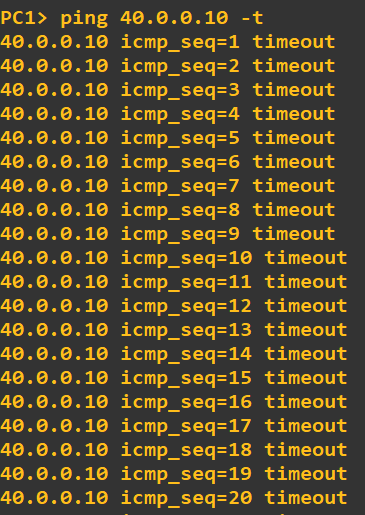 PC1> ping 40.0.0.10 -t
40.0.0.10 icmp_seq=1 timeout
40.0.0.10 icmp_seq=2 timeout
40.0.0.10 icmp_seq=3 timeout
40.0.0.10 icmp_seq=4 timeout
40.0.0.10 icmp_seq=5 timeout
40.0.0.10 icmp_seq=6 timeout
40.0.0.10 icmp_seq=7 timeout
40.0.0.10 icmp_seq=8 timeout
40.0.0.10 icmp_seq=9 timeout
40.0.0.10 icmp_seq=10 timeout
40.0.0.10 icmp_seq=11 timeout
40.0.0.10 icmp_seq=12 timeout
40.0.0.10 icmp_seq=13 timeout
40.0.0.10 icmp_seq=14 timeout
40.0.0.10 icmp_seq=15 timeout
40.0.0.10 icmp_seq=16 timeout
40.0.0.10 icmp_seq=17 timeout
40.0.0.10 icmp_seq=18 timeout
40.0.0.10 icmp_seq=19 timeout
40.0.0.10 icmp_seq=20 timeout